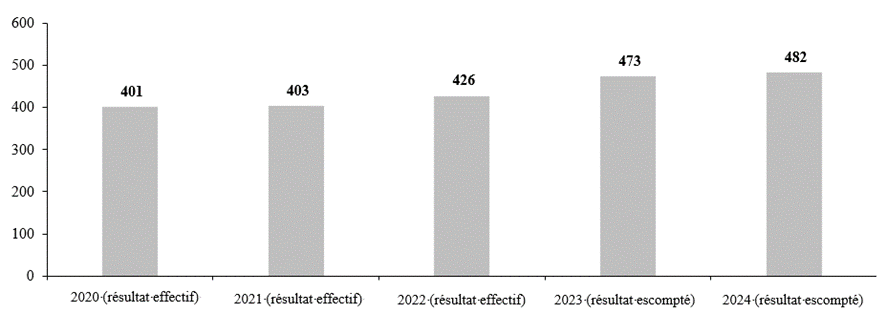 600
500
400
300
200
100
0
401
403
426
473
482
2020·(résultat·effectif)
2021·(résultat·effectif)
2022·(résultat·effectif)
2023·(résultat·escompté)
2024·(résultat·escompté)